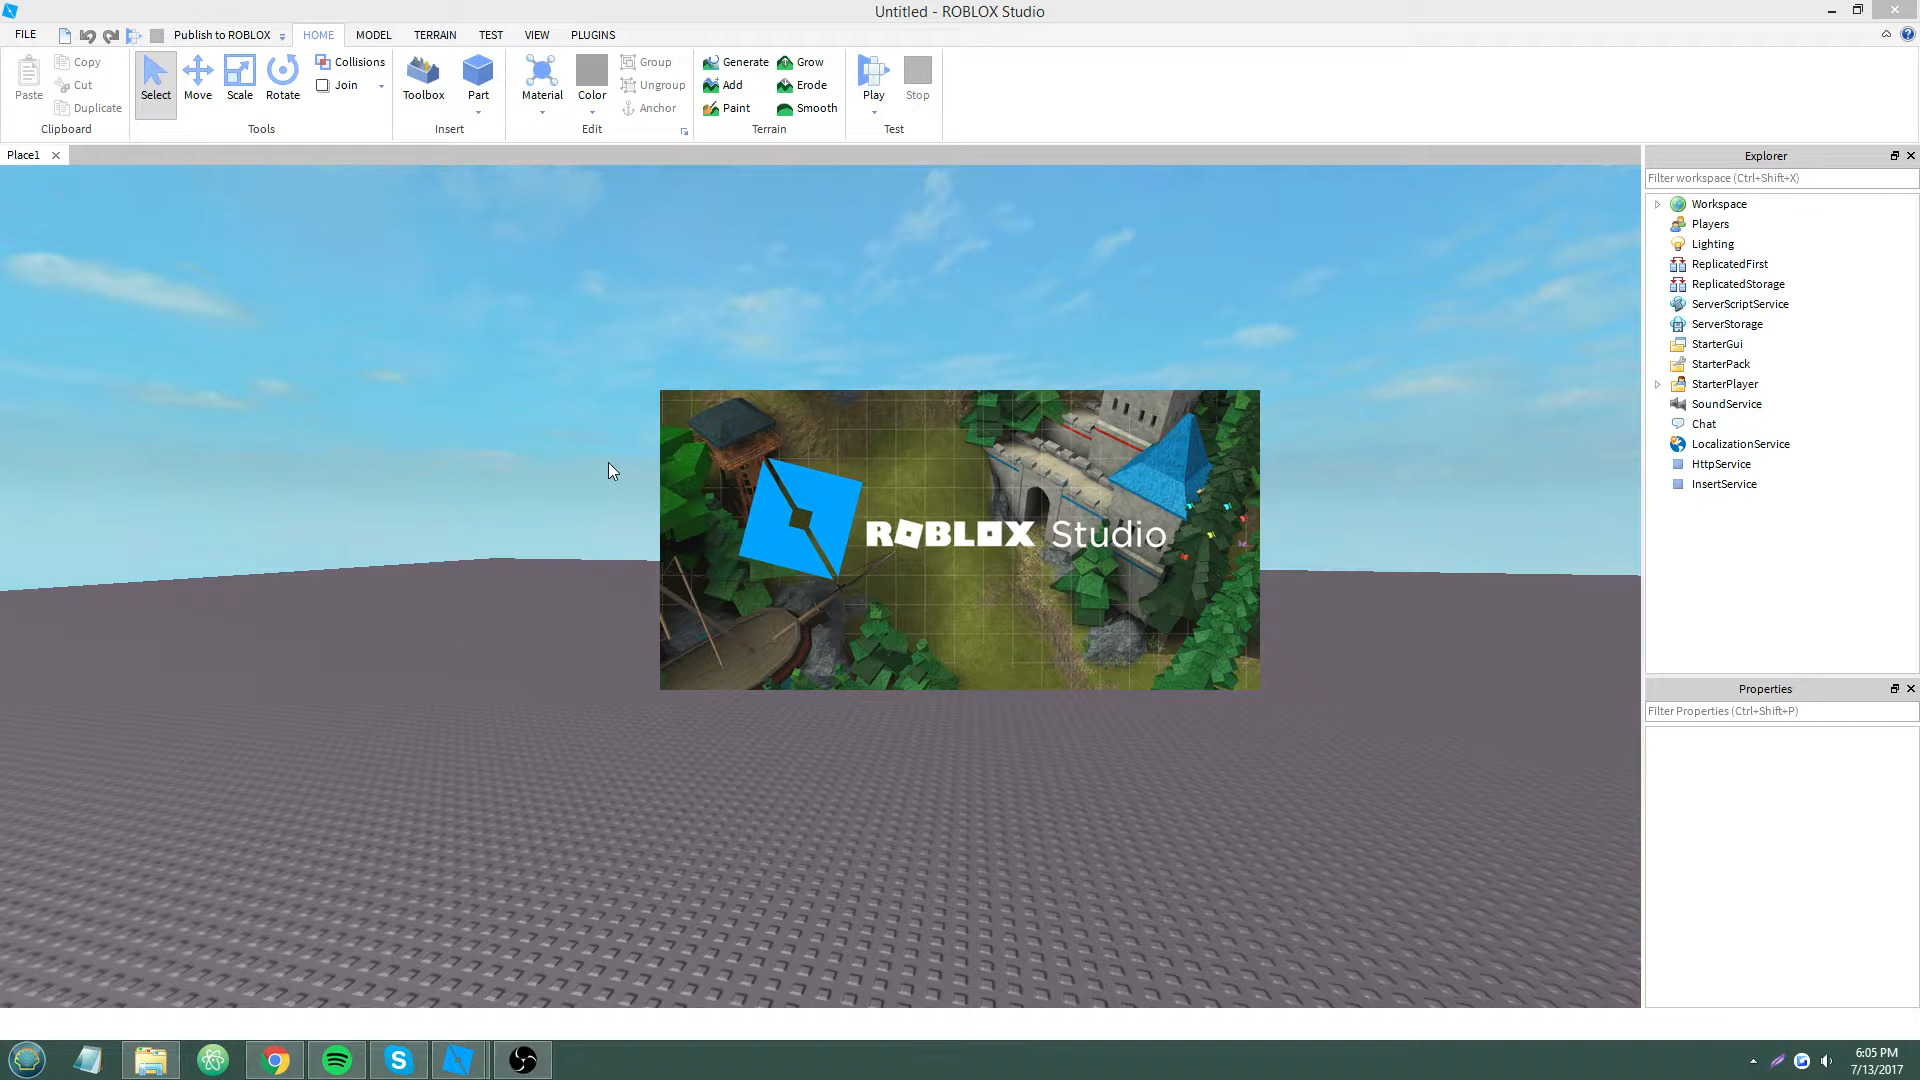 Untitled - ROBLOX Studio
FILE
Publish to ROBLOX
HOME
MODEL
TERRAIN
TEST
VIEW
PLUGINS
Paste
Copy
Cut
Duplicate
Clipboard
Select
Move
Scale
Rotate
Collisions
Join
Tools
Toolbox
Part
Insert
Material
Color
Group
Ungroup
Anchor
Edit
Generate
Add
Paint
Grow
Erode
Smooth
Terrain
Play
Stop
Test
Place1
Explorer
Filter workspace (Ctrl+Shift+X)
Workspace
Players
Lighting
ReplicatedFirst
ReplicatedStorage
ServerScriptService
ServerStorage
StarterGui
StarterPack
StarterPlayer
SoundService
Chat
LocalizationService
HttpService
InsertService
ROBLOX Studio
Properties
Filter Properties (Ctrl+Shift+P)
6:05 PM
7/13/2017